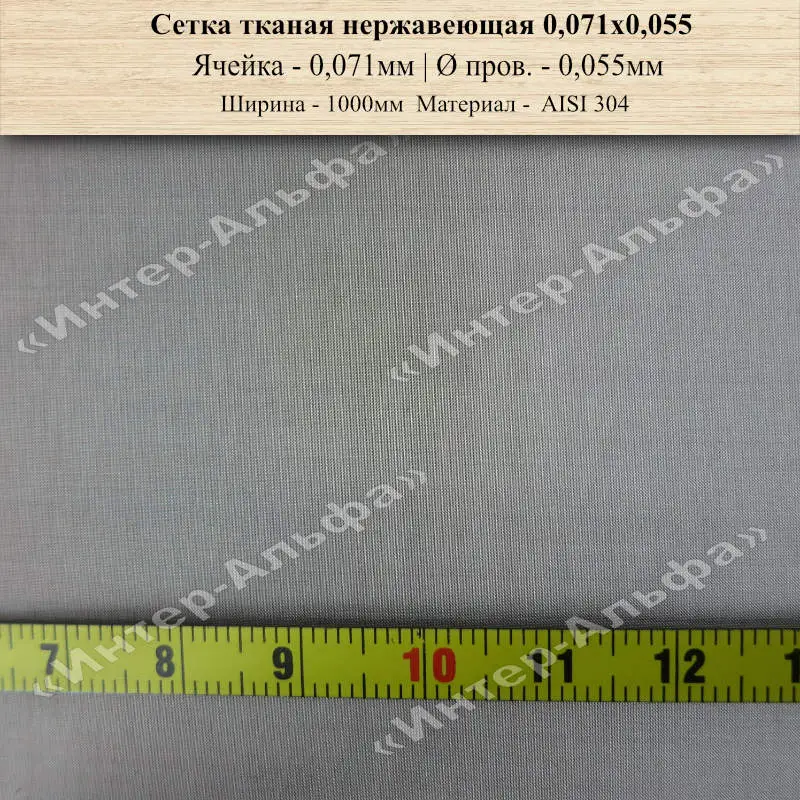 Сетка тканая нержавеющая 0,071х0,055
Ячейка - 0,071мм | Ø пров. - 0,055мм
Ширина - 1000мм Материал - AISI 304
«Интер-Альфа»
«Интер-Альфа»
«Интер-Альфа»
«Интер-Альфа»
«Интер-Альфа»
7 8 9 10 11 12 1